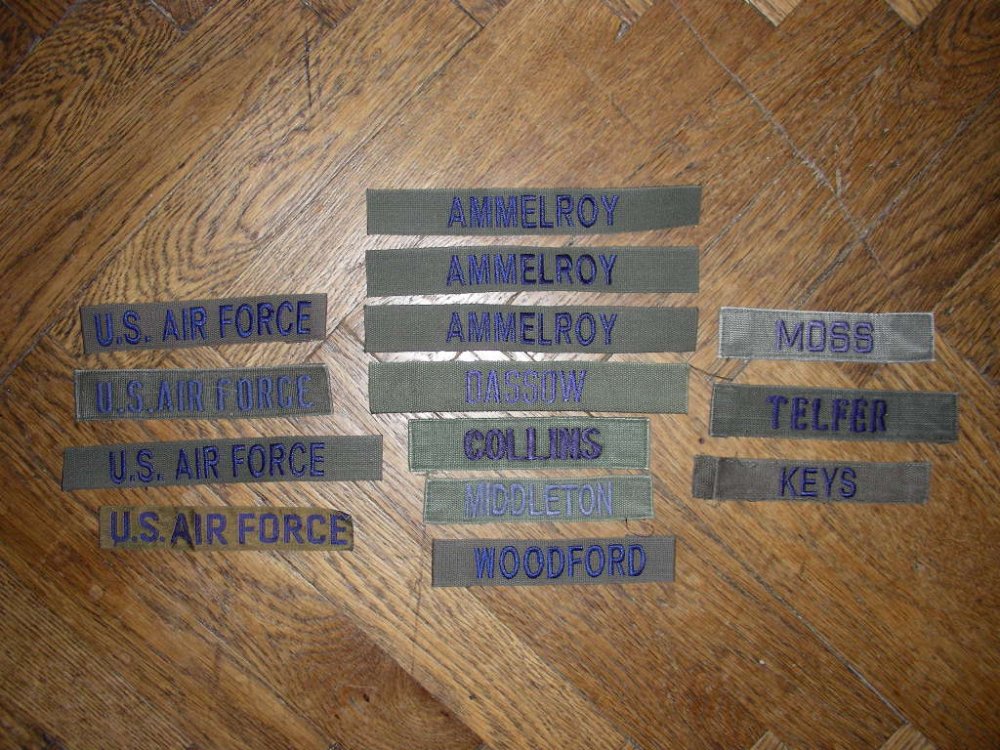 U.S. AIR FORCE
U.S. AIR FORCE
U.S. AIR FORCE
U.S. AIR FORCE
AMMELROY
AMMELROY
AMMELROY
DASSOW
COLLINS
MIDDLETON
WOODFORD
MOSS
TELFER
KEYS